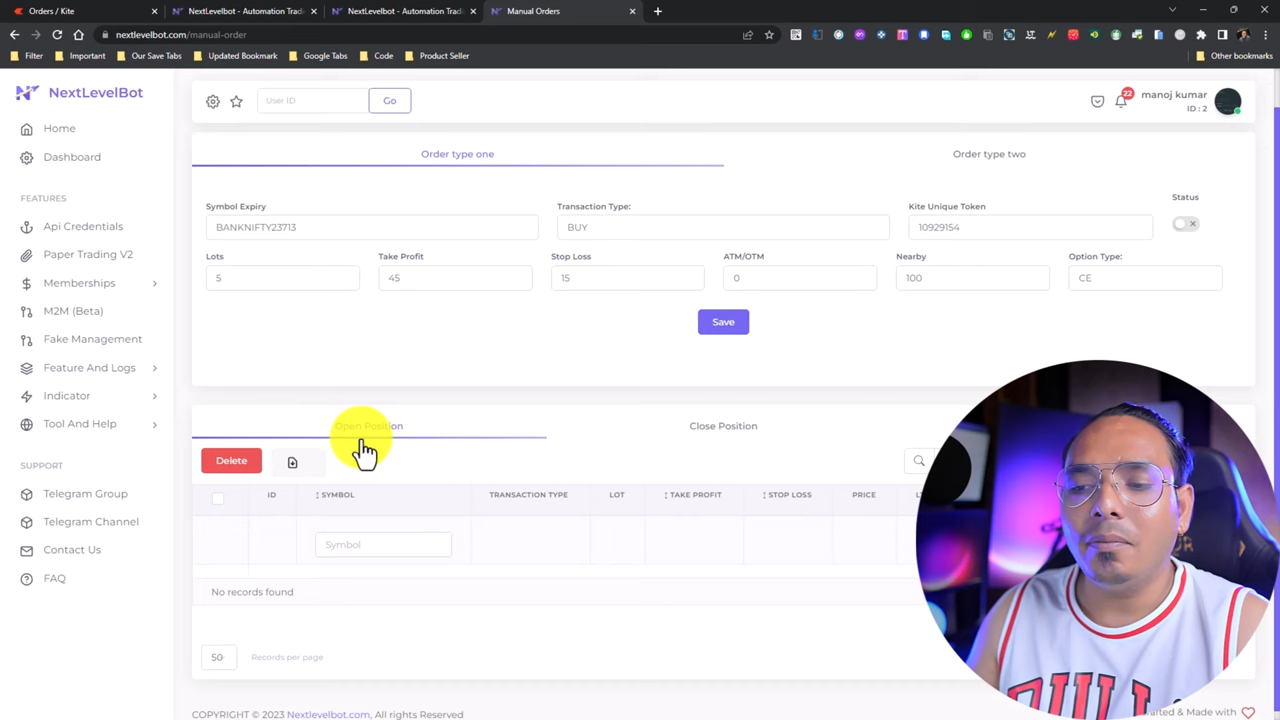 Orders / Kite
NextLevelbot - Automation Tradi
NextLevelbot - Automation Tradi
Manual Orders
nextlevelbot.com/manual-order
Filter
Important
Our Save Tabs
Updated Bookmark
Google Tabs
Code
Product Seller
Other bookmarks
NextLevelBot
User ID
Go
22
manoj kumar
ID : 2
Home
Dashboard
FEATURES
Api Credentials
Paper Trading V2
Memberships
M2M (Beta)
Fake Management
Feature And Logs
Indicator
Tool And Help
SUPPORT
Telegram Group
Telegram Channel
Contact Us
FAQ
Order type one
Order type two
Symbol Expiry
Transaction Type:
Kite Unique Token
Status
BANKNIFTY23713
BUY
10929154
Lots
Take Profit
Stop Loss
ATM/OTM
Nearby
Option Type:
5
45
15
0
100
CE
Save
Open Position
Close Position
Delete
ID
SYMBOL
TRANSACTION TYPE
LOT
TAKE PROFIT
STOP LOSS
PRICE
Symbol
No records found
50
Records per page
COPYRIGHT © 2023 Nextlevelbot.com, All rights Reserved
& Made with